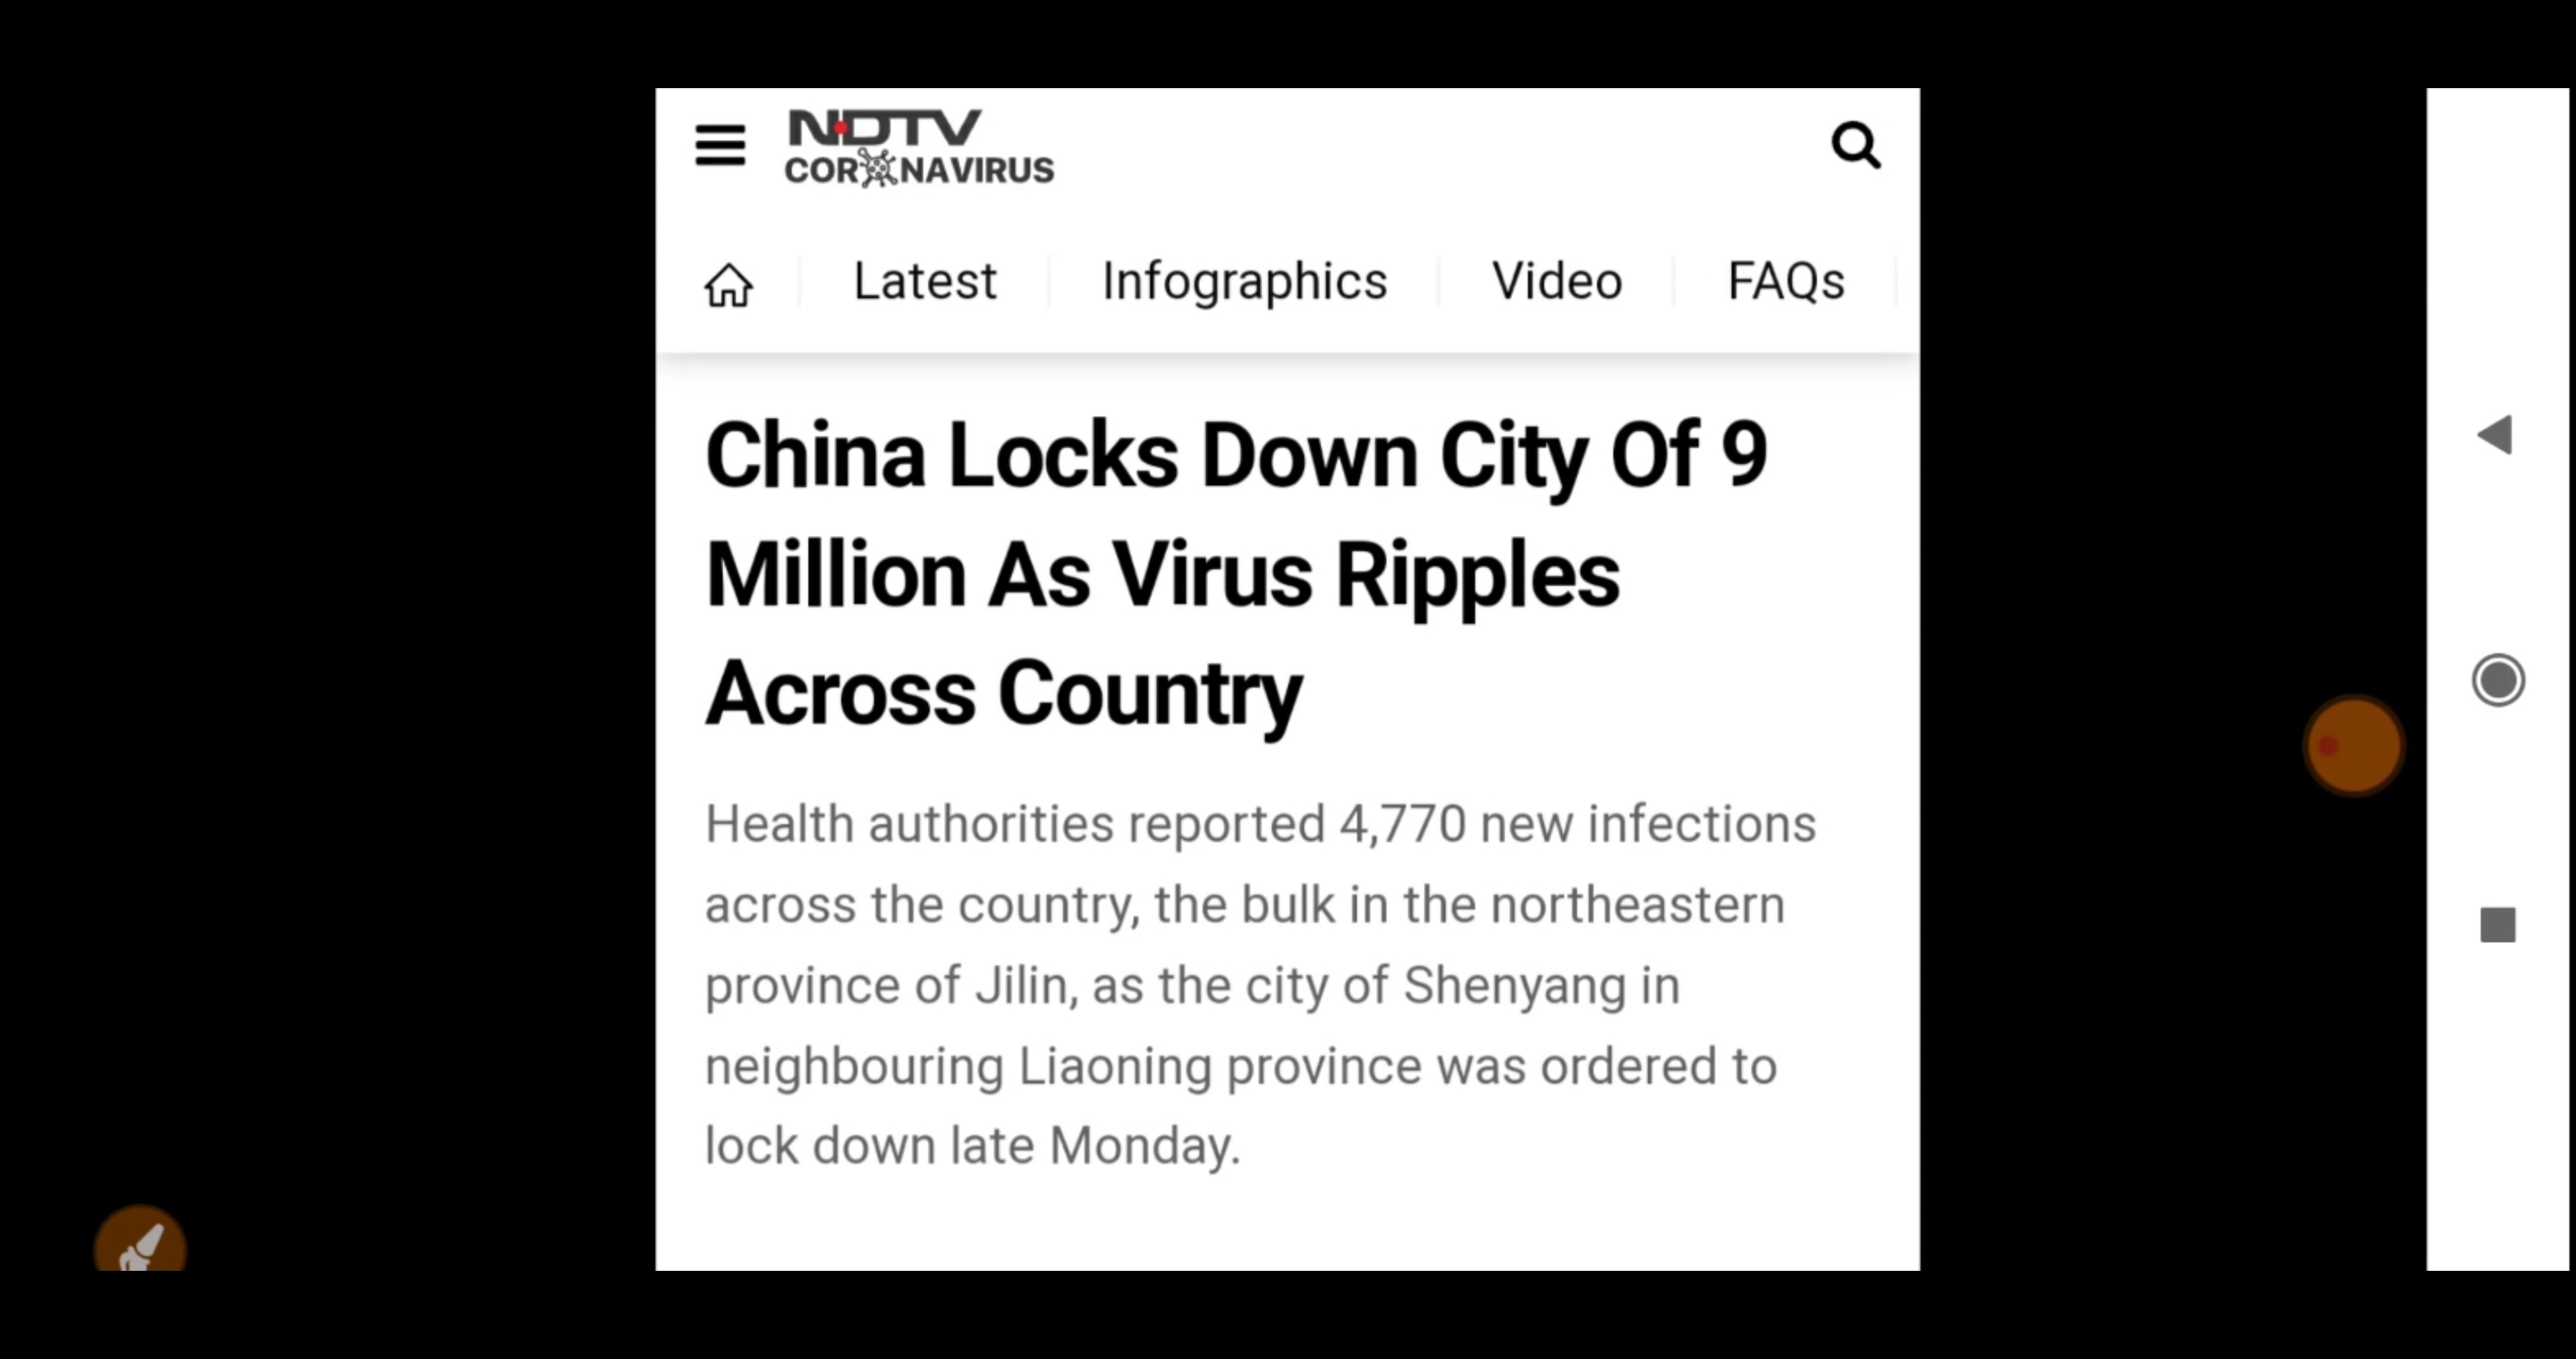 NDTV
CORONAVIRUS
Latest
Infographics
Video
FAQs
China Locks Down City Of 9
Million As Virus Ripples
Across Country
Health authorities reported 4,770 new infections
across the country, the bulk in the northeastern
province of Jilin, as the city of Shenyang in
neighbouring Liaoning province was ordered to
lock down late Monday.